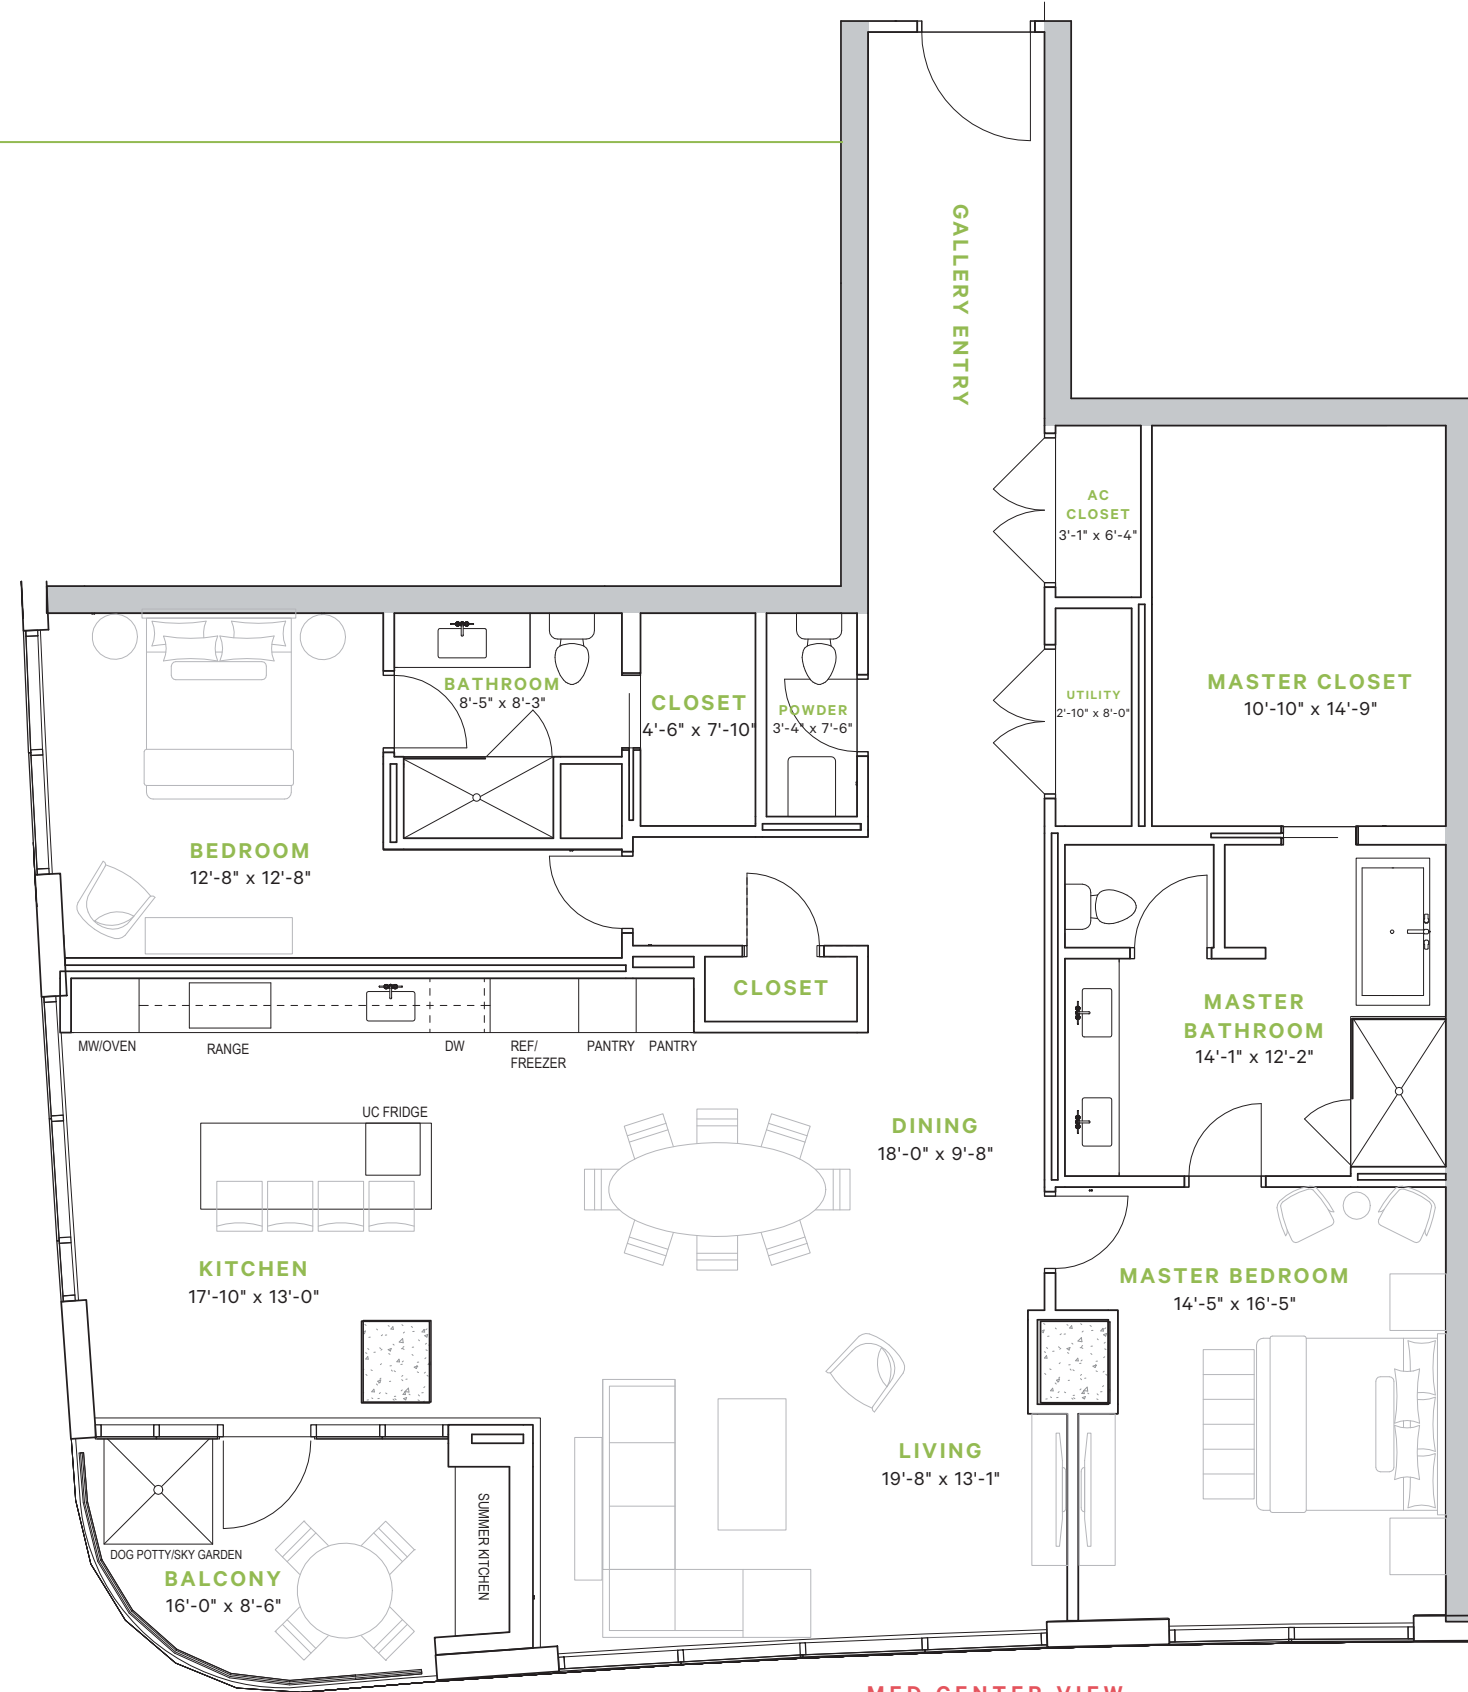 GALLERY ENTRY
AC
CLOSET
3'-1" x 6'-4"
BATHROOM
8'-5" x 8'-3"
CLOSET
4'-6" x 7'-10"
POWDER
3'-4" x 7'-6"
UTILITY
2'-10" x 8'-0"
MASTER CLOSET
10'-10" x 14'-9"
BEDROOM
12'-8" x 12'-8"
CLOSET
MASTER
BATHROOM
14'-1" x 12'-2"
MW/OVEN
RANGE
DW
REF/
FREEZER
PANTRY
PANTRY
UC FRIDGE
DINING
18'-0" x 9'-8"
KITCHEN
17'-10" x 13'-0"
MASTER BEDROOM
14'-5" x 16'-5"
LIVING
19'-8" x 13'-1"
SUMMER KITCHEN
DOG POTTY/SKY GARDEN
BALCONY
16'-0" x 8'-6"
MED CENTER VIEW